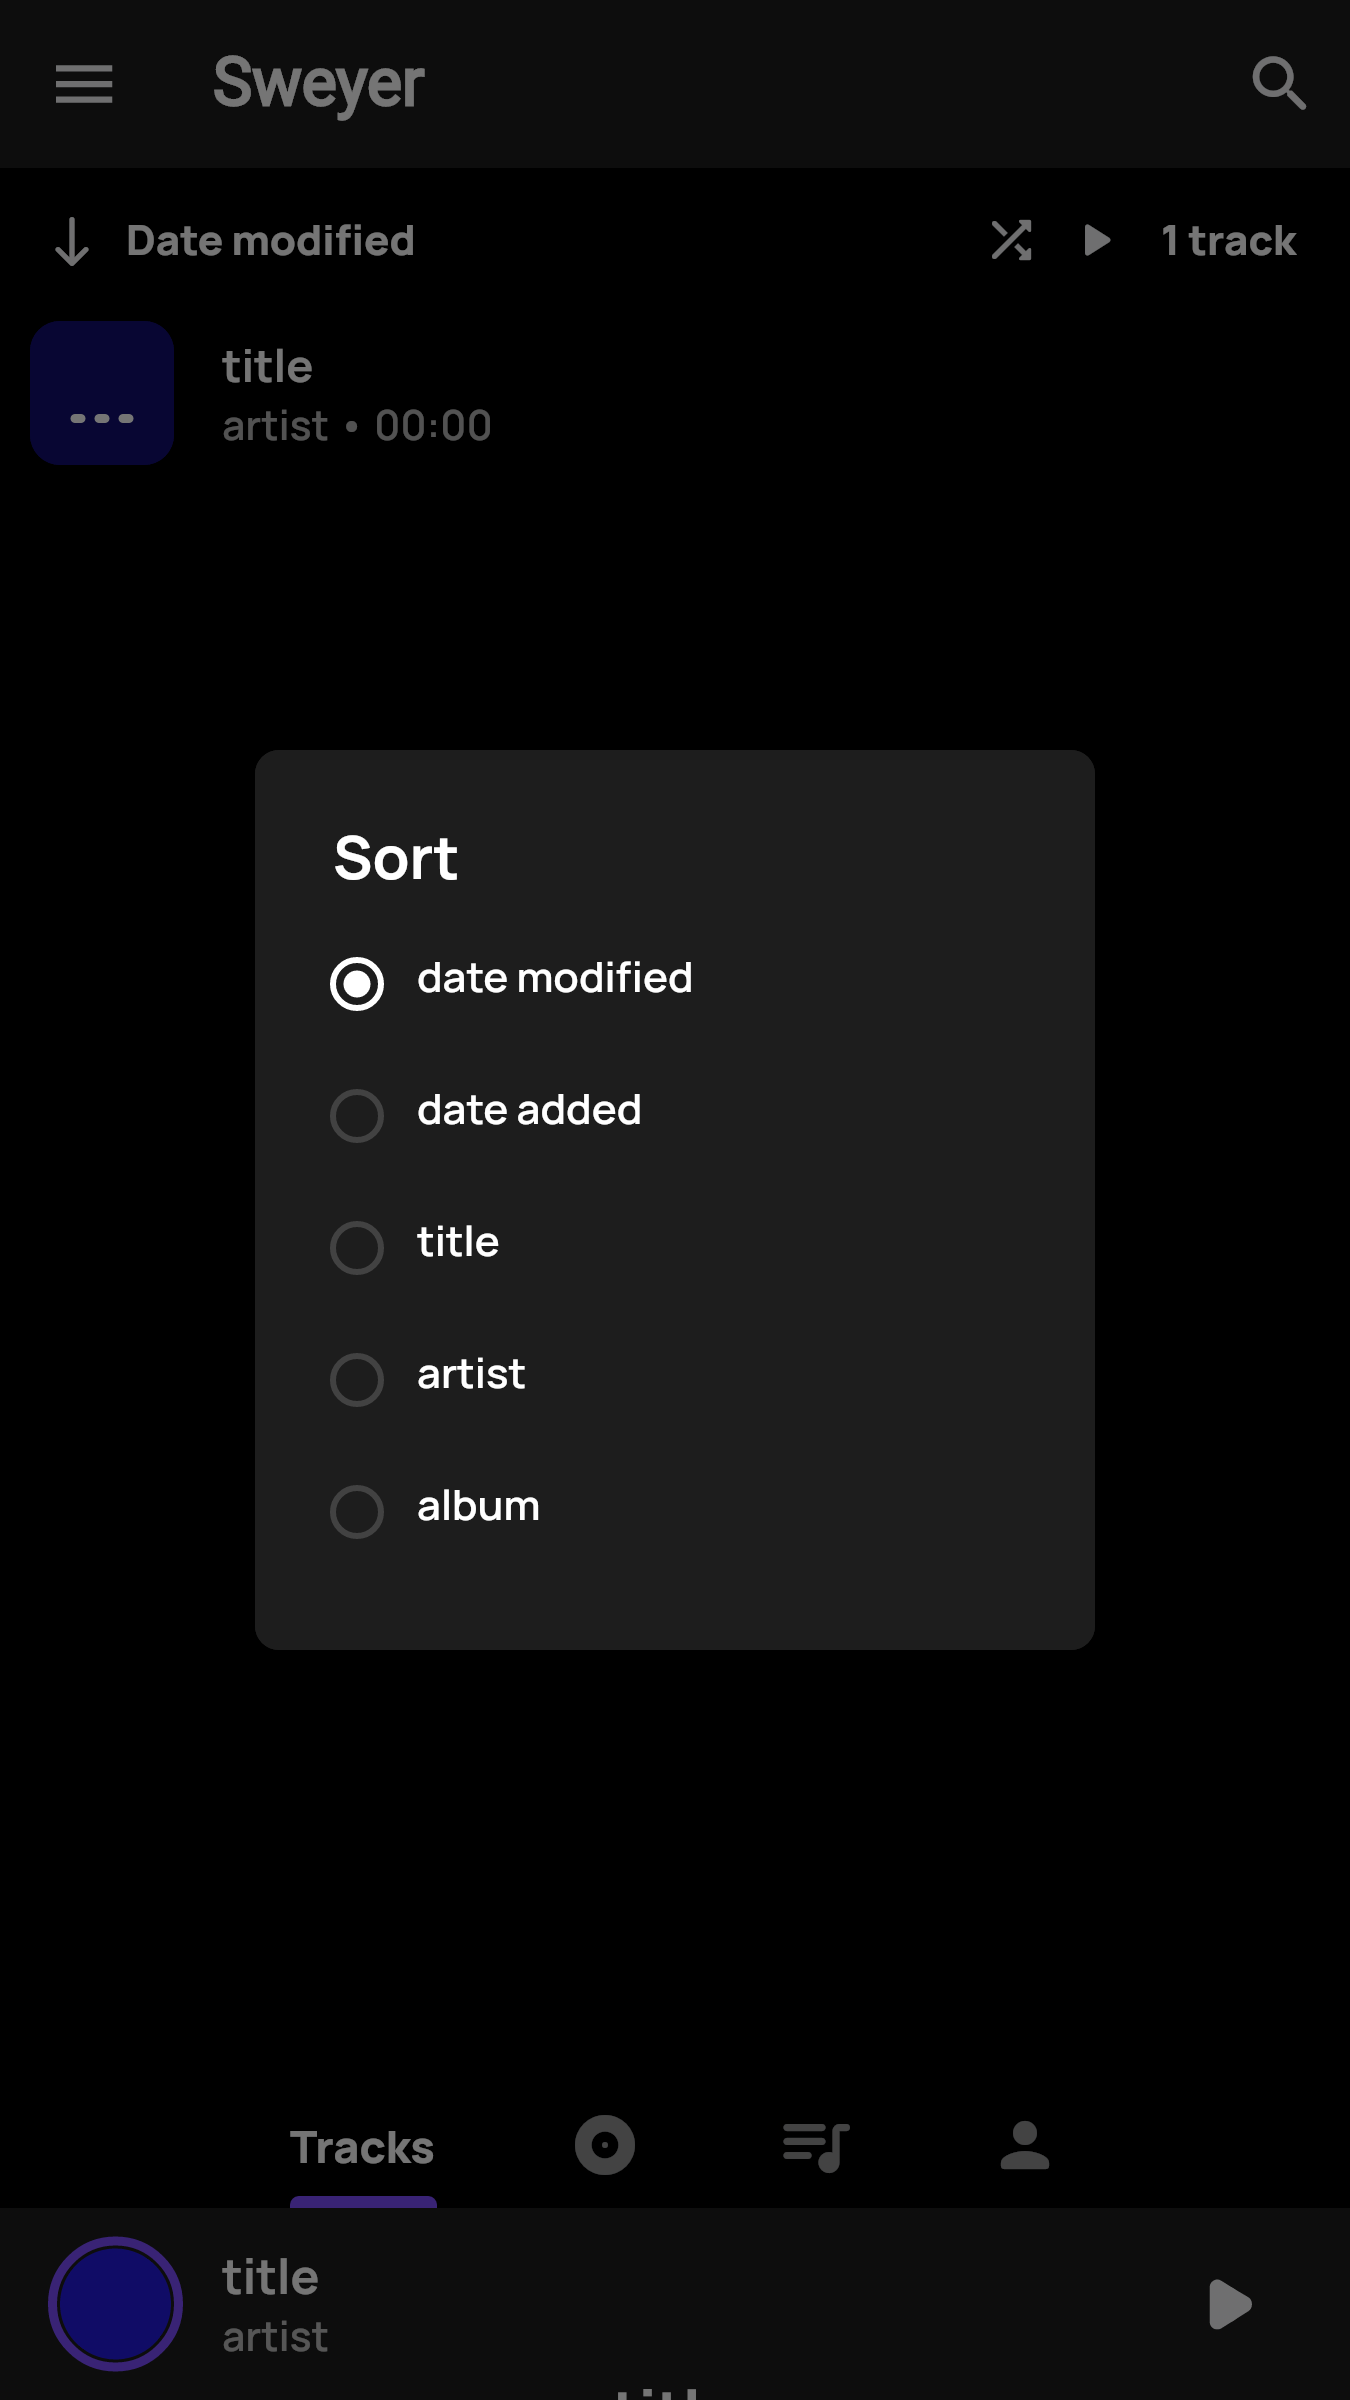 Sweyer
Date modified
1 track
title
artist • 00:00
Sort
date modified
date added
title
artist
album
Tracks
title
artist